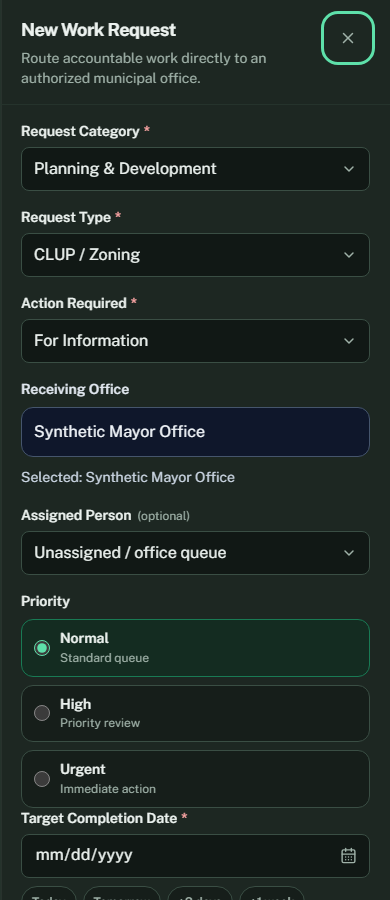 New Work Request
Route accountable work directly to an
authorized municipal office.
Request Category *
Planning & Development
Request Type *
CLUP / Zoning
Action Required *
For Information
Receiving Office
Synthetic Mayor Office
Selected: Synthetic Mayor Office
Assigned Person (optional)
Unassigned / office queue
Priority
Normal
Standard queue
High
Priority review
Urgent
Immediate action
Target Completion Date *
mm/dd/yyyy